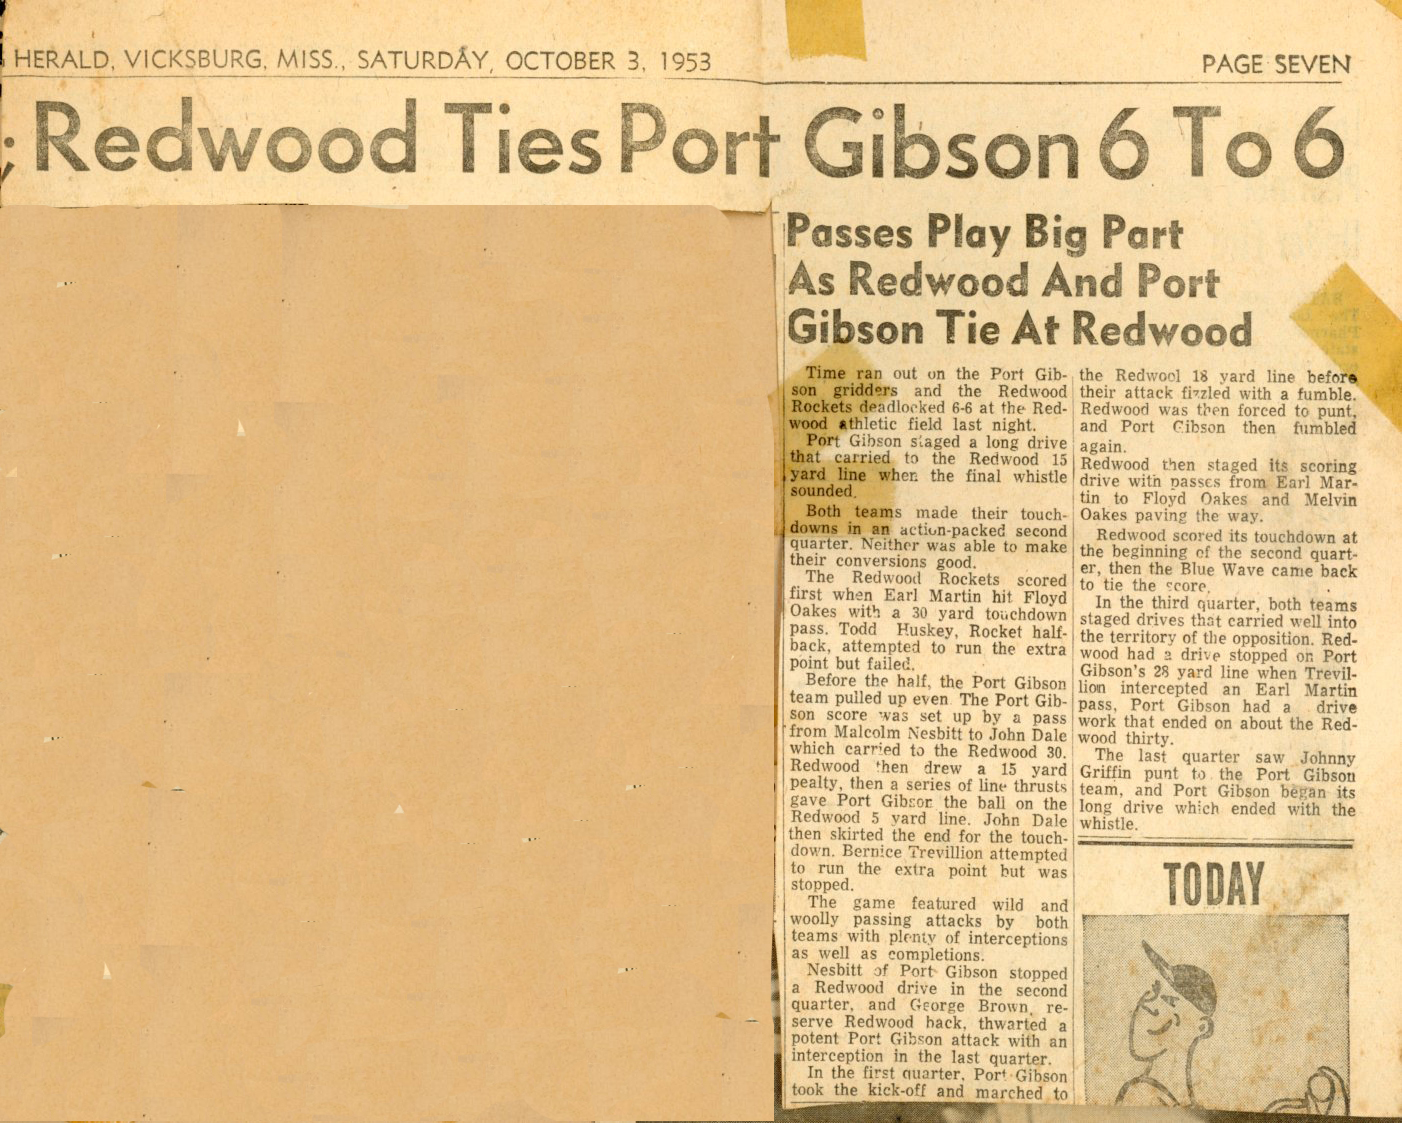 HERALD, VICKSBURG, MISS., SATURDAY, OCTOBER 3, 1953 PAGE SEVEN
Redwood Ties Port Gibson 6 To 6
Passes Play Big Part
As Redwood And Port
Gibson Tie At Redwood
Time ran out on the Port Gib-
son gridders and the Redwood
Rockets deadlocked 6-6 at the Red-
wood athletic field last night.
Port Gibson staged a long drive
that carried to the Redwood 15
yard line when the final whistle
sounded.
Both teams made their touch-
downs in an action-packed second
quarter. Neither was able to make
their conversions good.
The Redwood Rockets scored
first when Earl Martin hit Floyd
Oakes with a 30 yard touchdown
pass. Todd Huskey, Rocket half-
back, attempted to run the extra
point but failed.
Before the half, the Port Gibson
team pulled up even The Port Gib-
son score was set up by a pass
from Malcolm Nesbitt to John Dale
which carried to the Redwood 30.
Redwood then drew a 15 yard
pealty, then a series of line thrusts
gave Port Gibson the ball on the
Redwood 5 yard line. John Dale
then skirted the end for the touch-
down. Bernice Trevillion attempted
to run the extra point but was
stopped.
The game featured wild and
woolly passing attacks by both
teams with plenty of interceptions
as well as completions.
Nesbitt of Port Gibson stopped
a Redwood drive in the second
quarter, and George Brown, re-
serve Redwood back, thwarted a
potent Port Gibson attack with an
interception in the last quarter.
In the first quarter, Port Gibson
took the kick-off and marched to
the Redwool 18 yard line before
their attack fizzled with a fumble.
Redwood was then forced to punt,
and Port Gibson then fumbled
again.
Redwood then staged its scoring
drive with passes from Earl Mar-
tin to Floyd Oakes and Melvin
Oakes paving the way.
Redwood scored its touchdown at
the beginning of the second quart-
er, then the Blue Wave came back
to tie the score.
In the third quarter, both teams
staged drives that carried well into
the territory of the opposition. Red-
wood had a drive stopped on Port
Gibson's 28 yard line when Trevil-
lion intercepted an Earl Martin
pass, Port Gibson had a drive
work that ended on about the Red-
wood thirty.
The last quarter saw Johnny
Griffin punt to the Port Gibson
team, and Port Gibson began its
long drive which ended with the
whistle.
TODAY